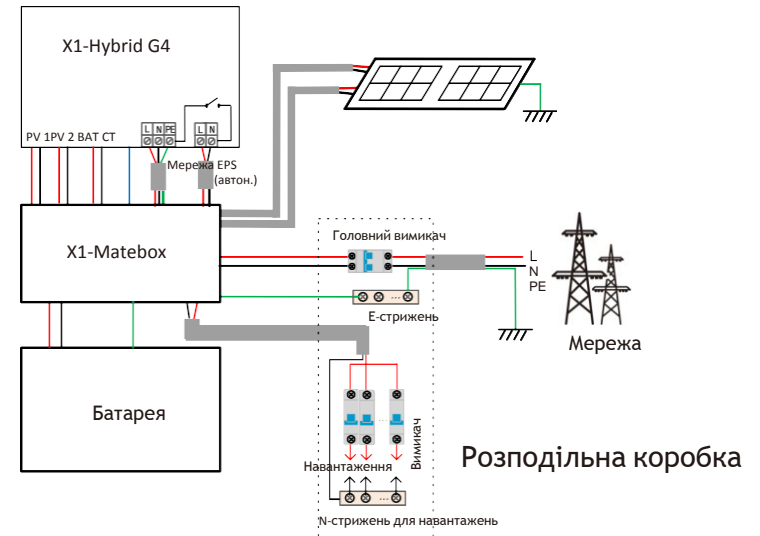 X1-Hybrid G4
L N PE
L N
PV 1PV 2 BAT CT
Мережа EPS
(автон.)
X1-Matebox
Головний вимикач
L
N
PE
Е-стрижень
Мережа
Батарея
Вимикач
Навантаження
Розподільна коробка
N-стрижень для навантажень